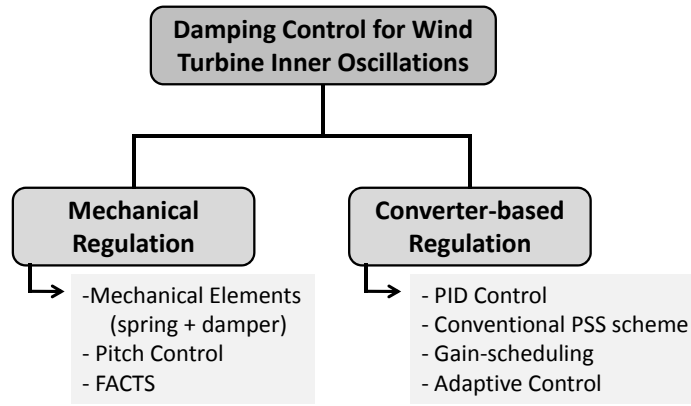 Damping Control for Wind
Turbine Inner Oscillations
Mechanical
Regulation
-Mechanical Elements
(spring + damper)
- Pitch Control
- FACTS
Converter-based
Regulation
- PID Control
- Conventional PSS scheme
- Gain-scheduling
- Adaptive Control